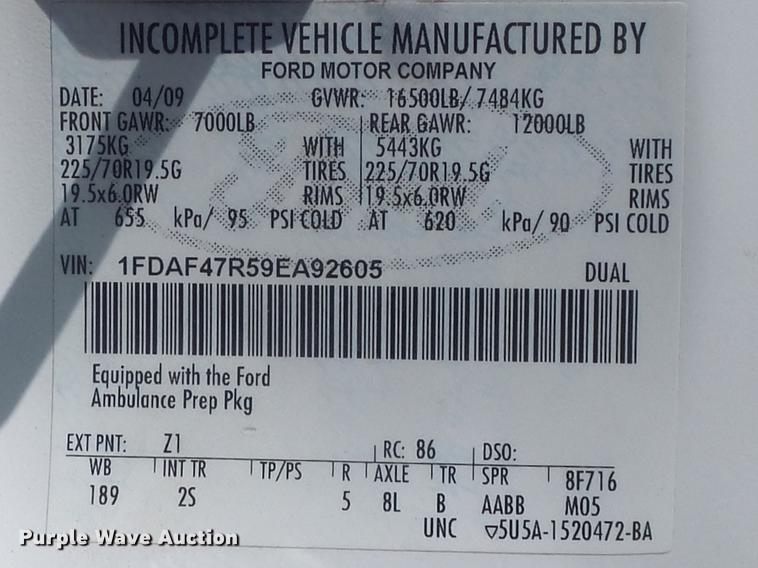 INCOMPLETE VEHICLE MANUFACTURED BY
FORD MOTOR COMPANY
DATE: 04/09 GVWR: 16500LB/ 7484KG
FRONT GAWR: 7000LB REAR GAWR: 12000LB
3175KG WITH 5443KG WITH
225/70R19.5G TIRES 225/70R19.5G TIRES
19.5x6.0RW RIMS 19.5x6.0RW RIMS
AT 655 kPa/ 95 PSI COLD AT 620 kPa/ 90 PSI COLD
VIN: 1FDAF47R59EA92605 DUAL
Equipped with the Ford
Ambulance Prep Pkg
EXT PNT: Z1 RC: 86 DSO:
WB INT TR TP/PS R AXLE TR SPR 8F716
189 2S 5 8L B AABB M05
UNC ▽5U5A-1520472-BA
Purple Wave Auction